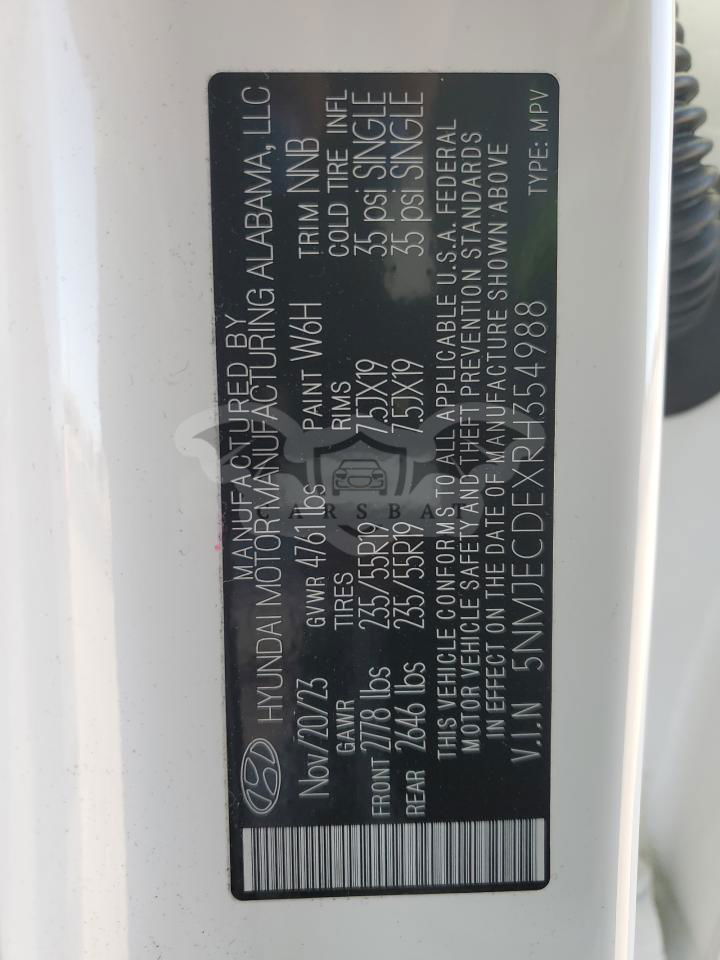 MANUFACTURED BY
HYUNDAI MOTOR MANUFACTURING ALABAMA, LLC
Nov/20/23 GVWR 4761 lbs PAINT W6H TRIM NNB
GAWR TIRES RIMS COLD TIRE INFL
FRONT 2778 lbs 235/55R19 7.5JX19 35 psi SINGLE
REAR 2646 lbs 235/55R19 7.5JX19 35 psi SINGLE
THIS VEHICLE CONFORMS TO ALL APPLICABLE U.S.A. FEDERAL
MOTOR VEHICLE SAFETY AND THEFT PREVENTION STANDARDS
IN EFFECT ON THE DATE OF MANUFACTURE SHOWN ABOVE
V.I.N 5NMJECDEXRH354988 TYPE: MPV
CARSBAT